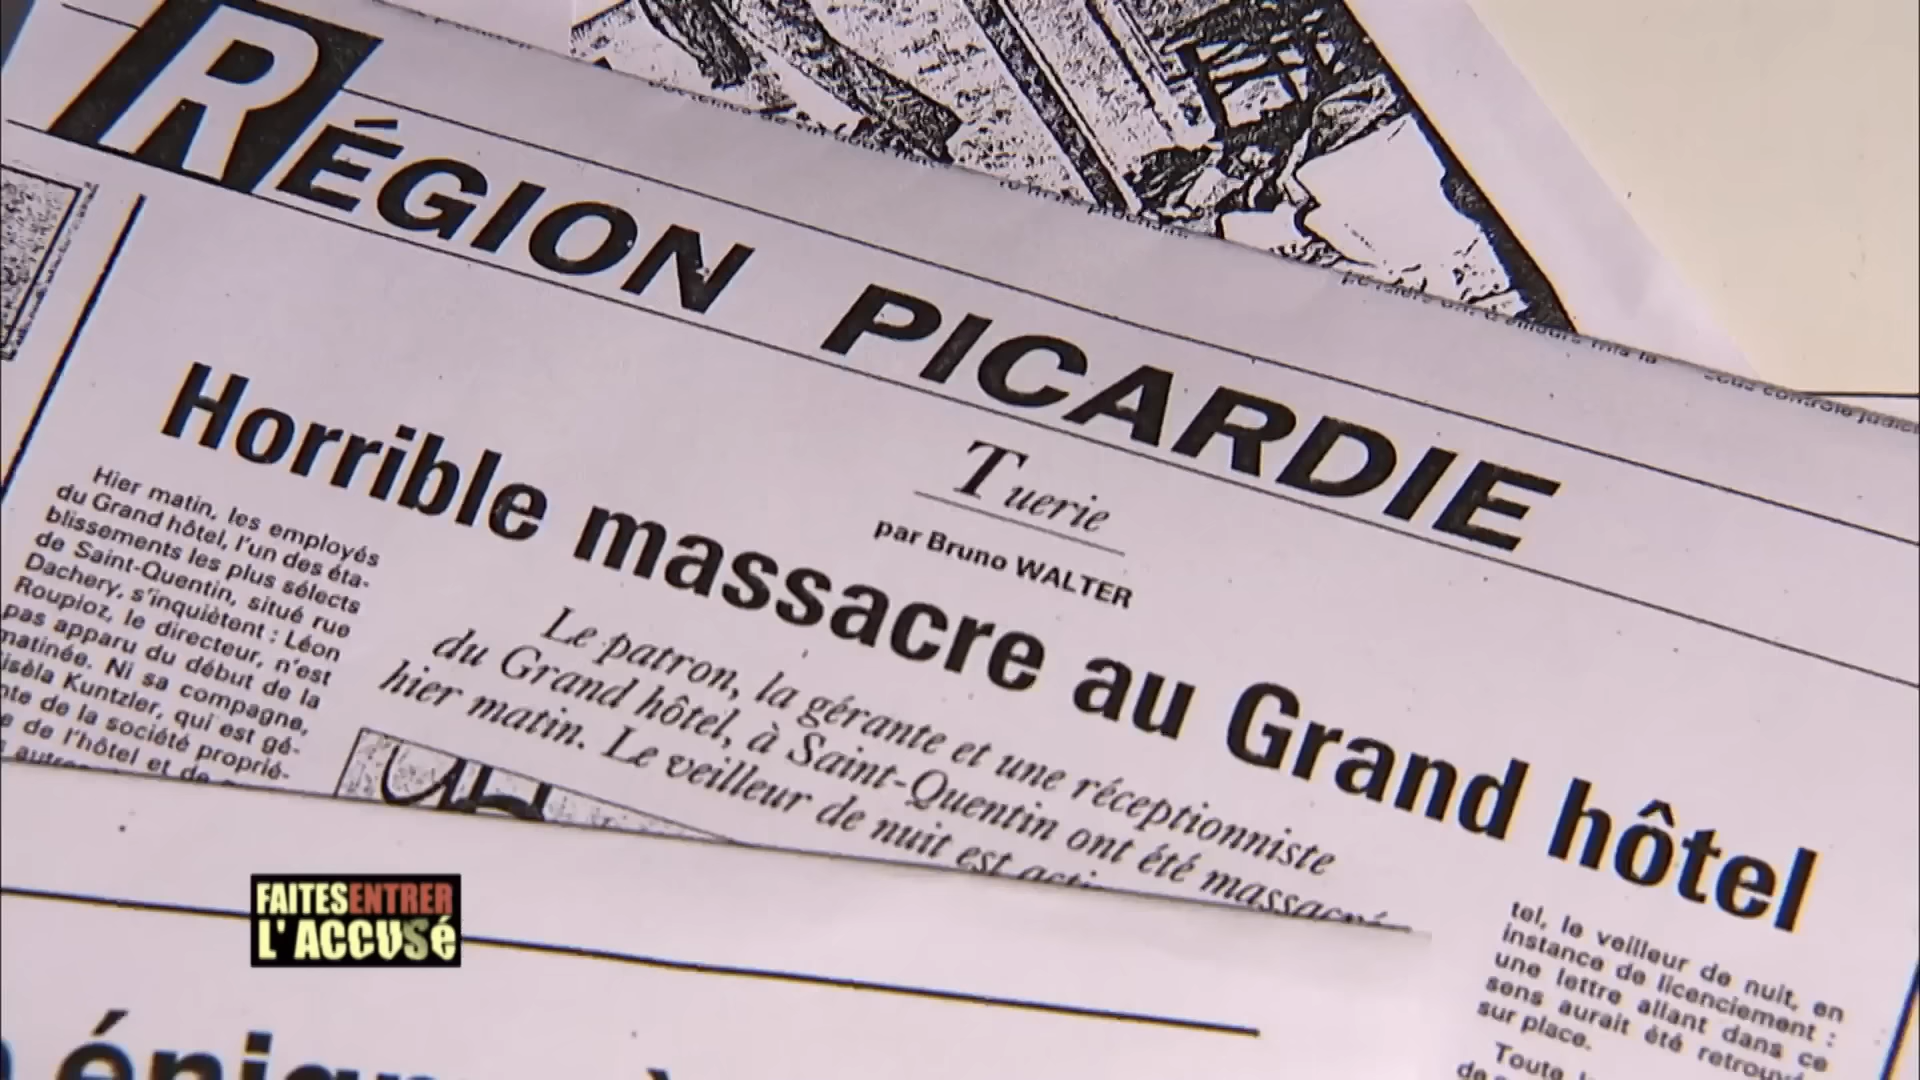 RÉGION PICARDIE
Tuerie
par Bruno WALTER
Horrible massacre au Grand hôtel
Le patron, la gérante et une réceptionniste
du Grand hôtel, à Saint-Quentin ont été massacré
hier matin. Le veilleur de nuit est
Hier matin, les employés
du Grand hôtel, l'un des éta-
blissements les plus sélects
de Saint-Quentin, situé rue
Dachery, s'inquiètent : Léon
Roupioz, le directeur, n'est
pas apparu du début de la
matinée. Ni sa compagne,
isèla Kuntzler, qui est gé-
nte de la société proprié-
e de l'hôtel et de
tel, le veilleur de nuit, en
instance de licenciement :
une lettre allant dans ce
sens aurait été retrouvé
sur place.
Toute
FAITES ENTRER
L'ACCUSé